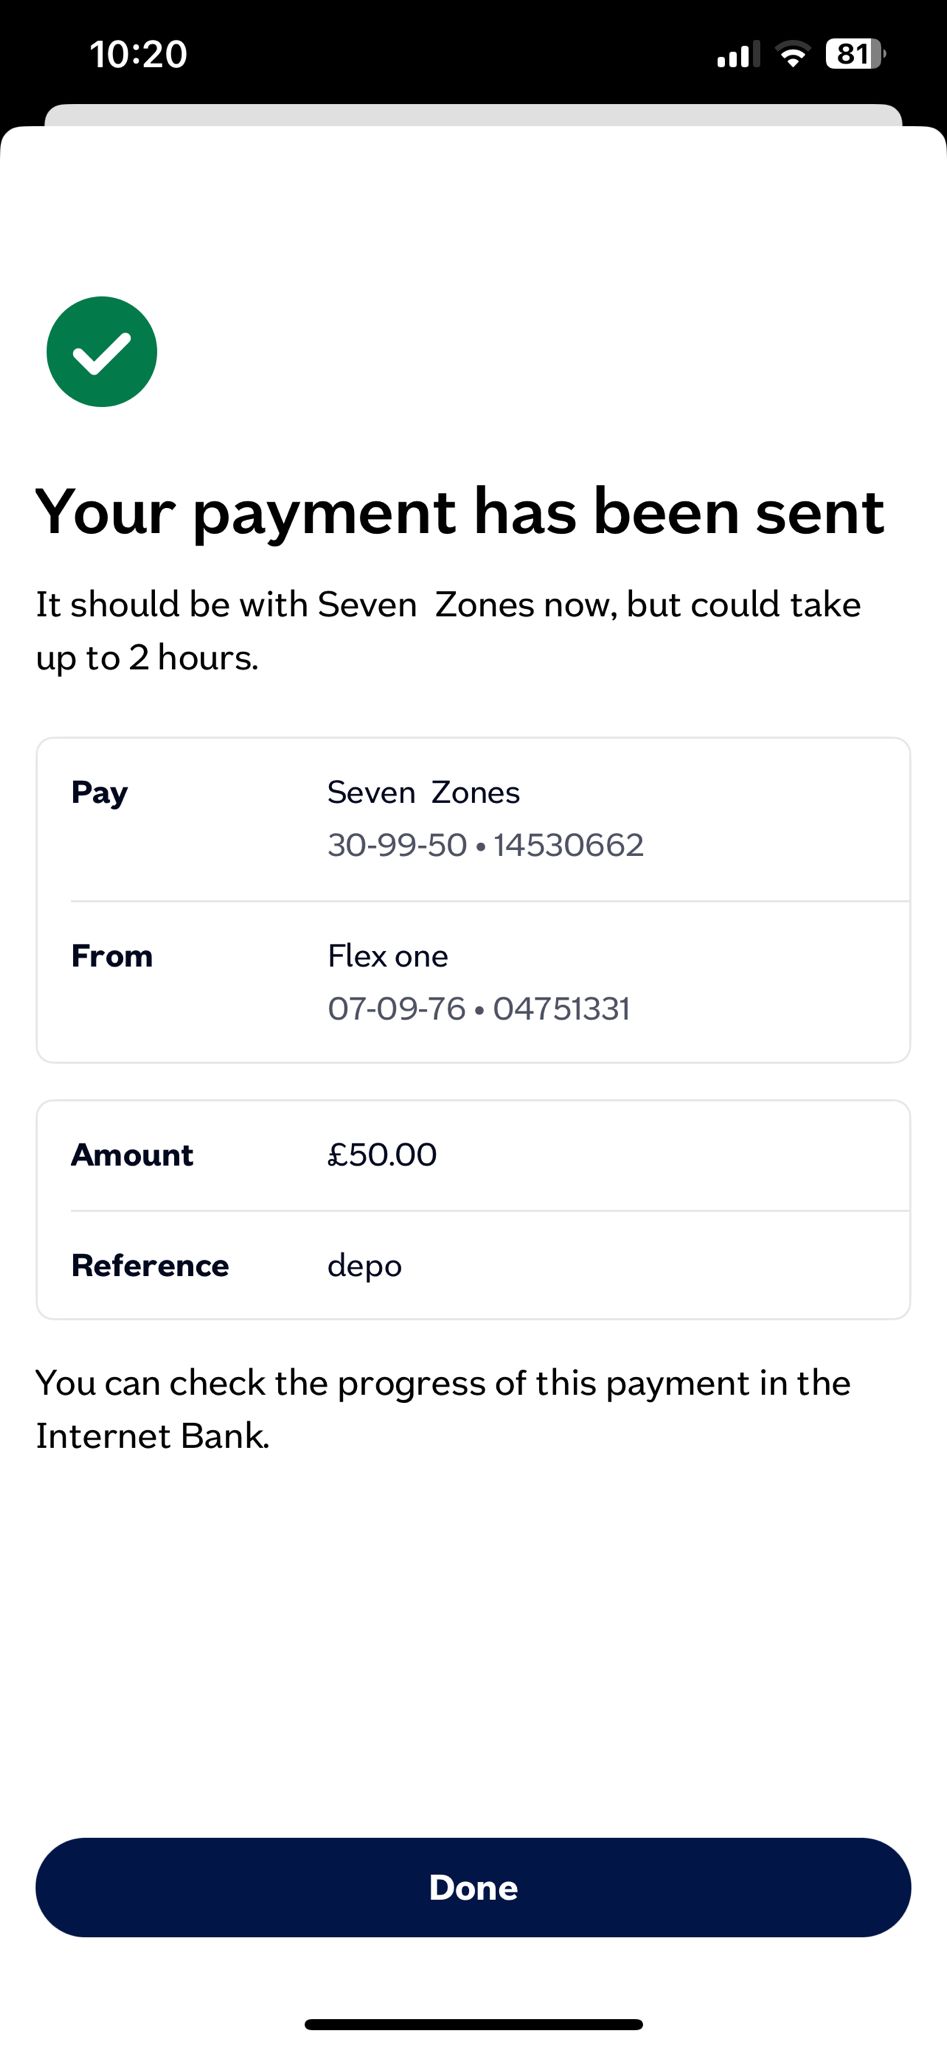 10:20
81
Your payment has been sent
It should be with Seven  Zones now, but could take
up to 2 hours.
Pay Seven  Zones
30-99-50 • 14530662
From Flex one
07-09-76 • 04751331
Amount £50.00
Reference depo
You can check the progress of this payment in the
Internet Bank.
Done